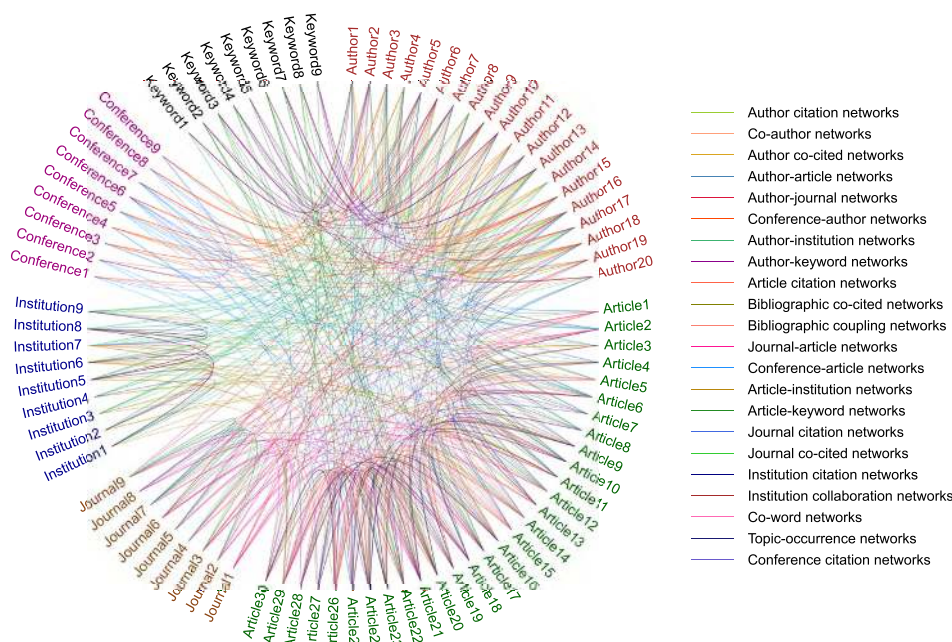 Keyword1
Keyword2
Keyword3
Keyword4
Keyword5
Keyword6
Keyword7
Keyword8
Keyword9
Author1
Author2
Author3
Author4
Author5
Author6
Author7
Author8
Author9
Author10
Author11
Author12
Author13
Author14
Author15
Author16
Author17
Author18
Author19
Author20
Article1
Article2
Article3
Article4
Article5
Article6
Article7
Article8
Article9
Article10
Article11
Article12
Article13
Article14
Article15
Article16
Article17
Article18
Article19
Article20
Article21
Article22
Article26
Article27
Article28
Article29
Article30
Journal1
Journal2
Journal3
Journal4
Journal5
Journal6
Journal7
Journal8
Journal9
Institution1
Institution2
Institution3
Institution4
Institution5
Institution6
Institution7
Institution8
Institution9
Conference1
Conference2
Conference3
Conference4
Conference5
Conference6
Conference7
Conference8
Conference9
Author citation networks
Co-author networks
Author co-cited networks
Author-article networks
Author-journal networks
Conference-author networks
Author-institution networks
Author-keyword networks
Article citation networks
Bibliographic co-cited networks
Bibliographic coupling networks
Journal-article networks
Conference-article networks
Article-institution networks
Article-keyword networks
Journal citation networks
Journal co-cited networks
Institution citation networks
Institution collaboration networks
Co-word networks
Topic-occurrence networks
Conference citation networks